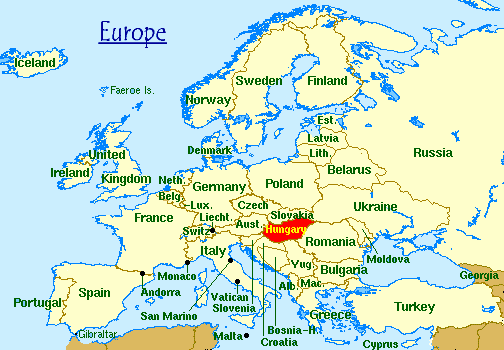 Europe
Iceland
Faeroe Is.
Sweden
Finland
Norway
Est.
Latvia
Lith.
Russia
Denmark
United
Kingdom
Ireland
Belarus
Neth.
Belg.
Germany
Poland
Lux.
Czech
Ukraine
Liecht.
Slovakia
France
Switz.
Aust.
Hungary
Romania
Italy
Moldova
Monaco
Yug.
Bulgaria
Georgia
Andorra
Alb.
Mac.
Portugal
Spain
Vatican
Slovenia
San Marino
Greece
Turkey
Gibraltar
Malta
Bosnia-H.
Croatia
Cyprus